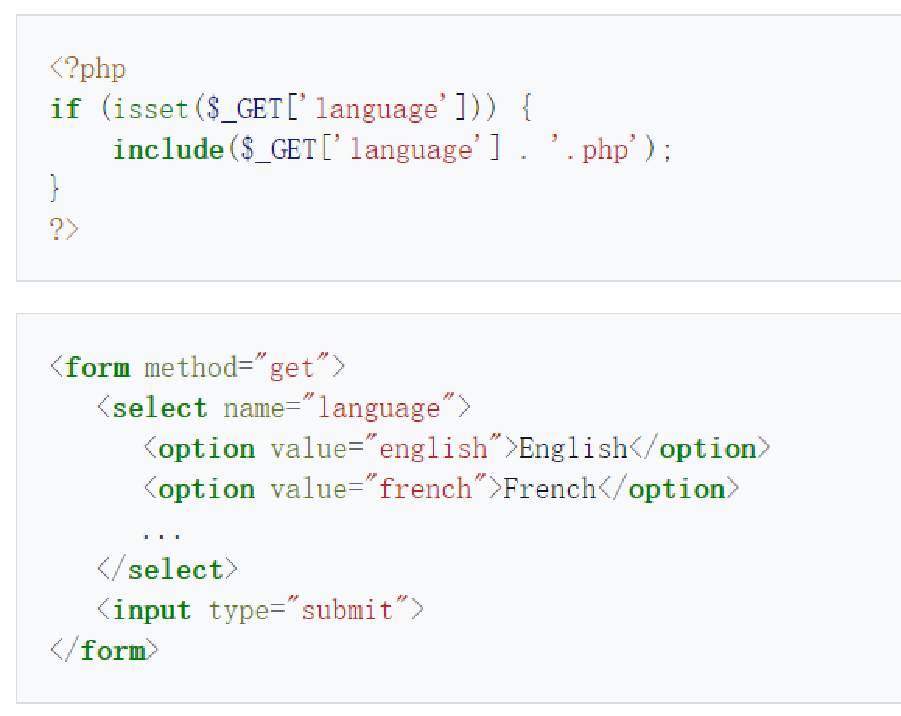 <?php
if (isset($_GET['language'])) {
    include($_GET['language'] . '.php');
}
?>
<form method="get">
   <select name="language">
      <option value="english">English</option>
      <option value="french">French</option>
      ...
   </select>
   <input type="submit">
</form>